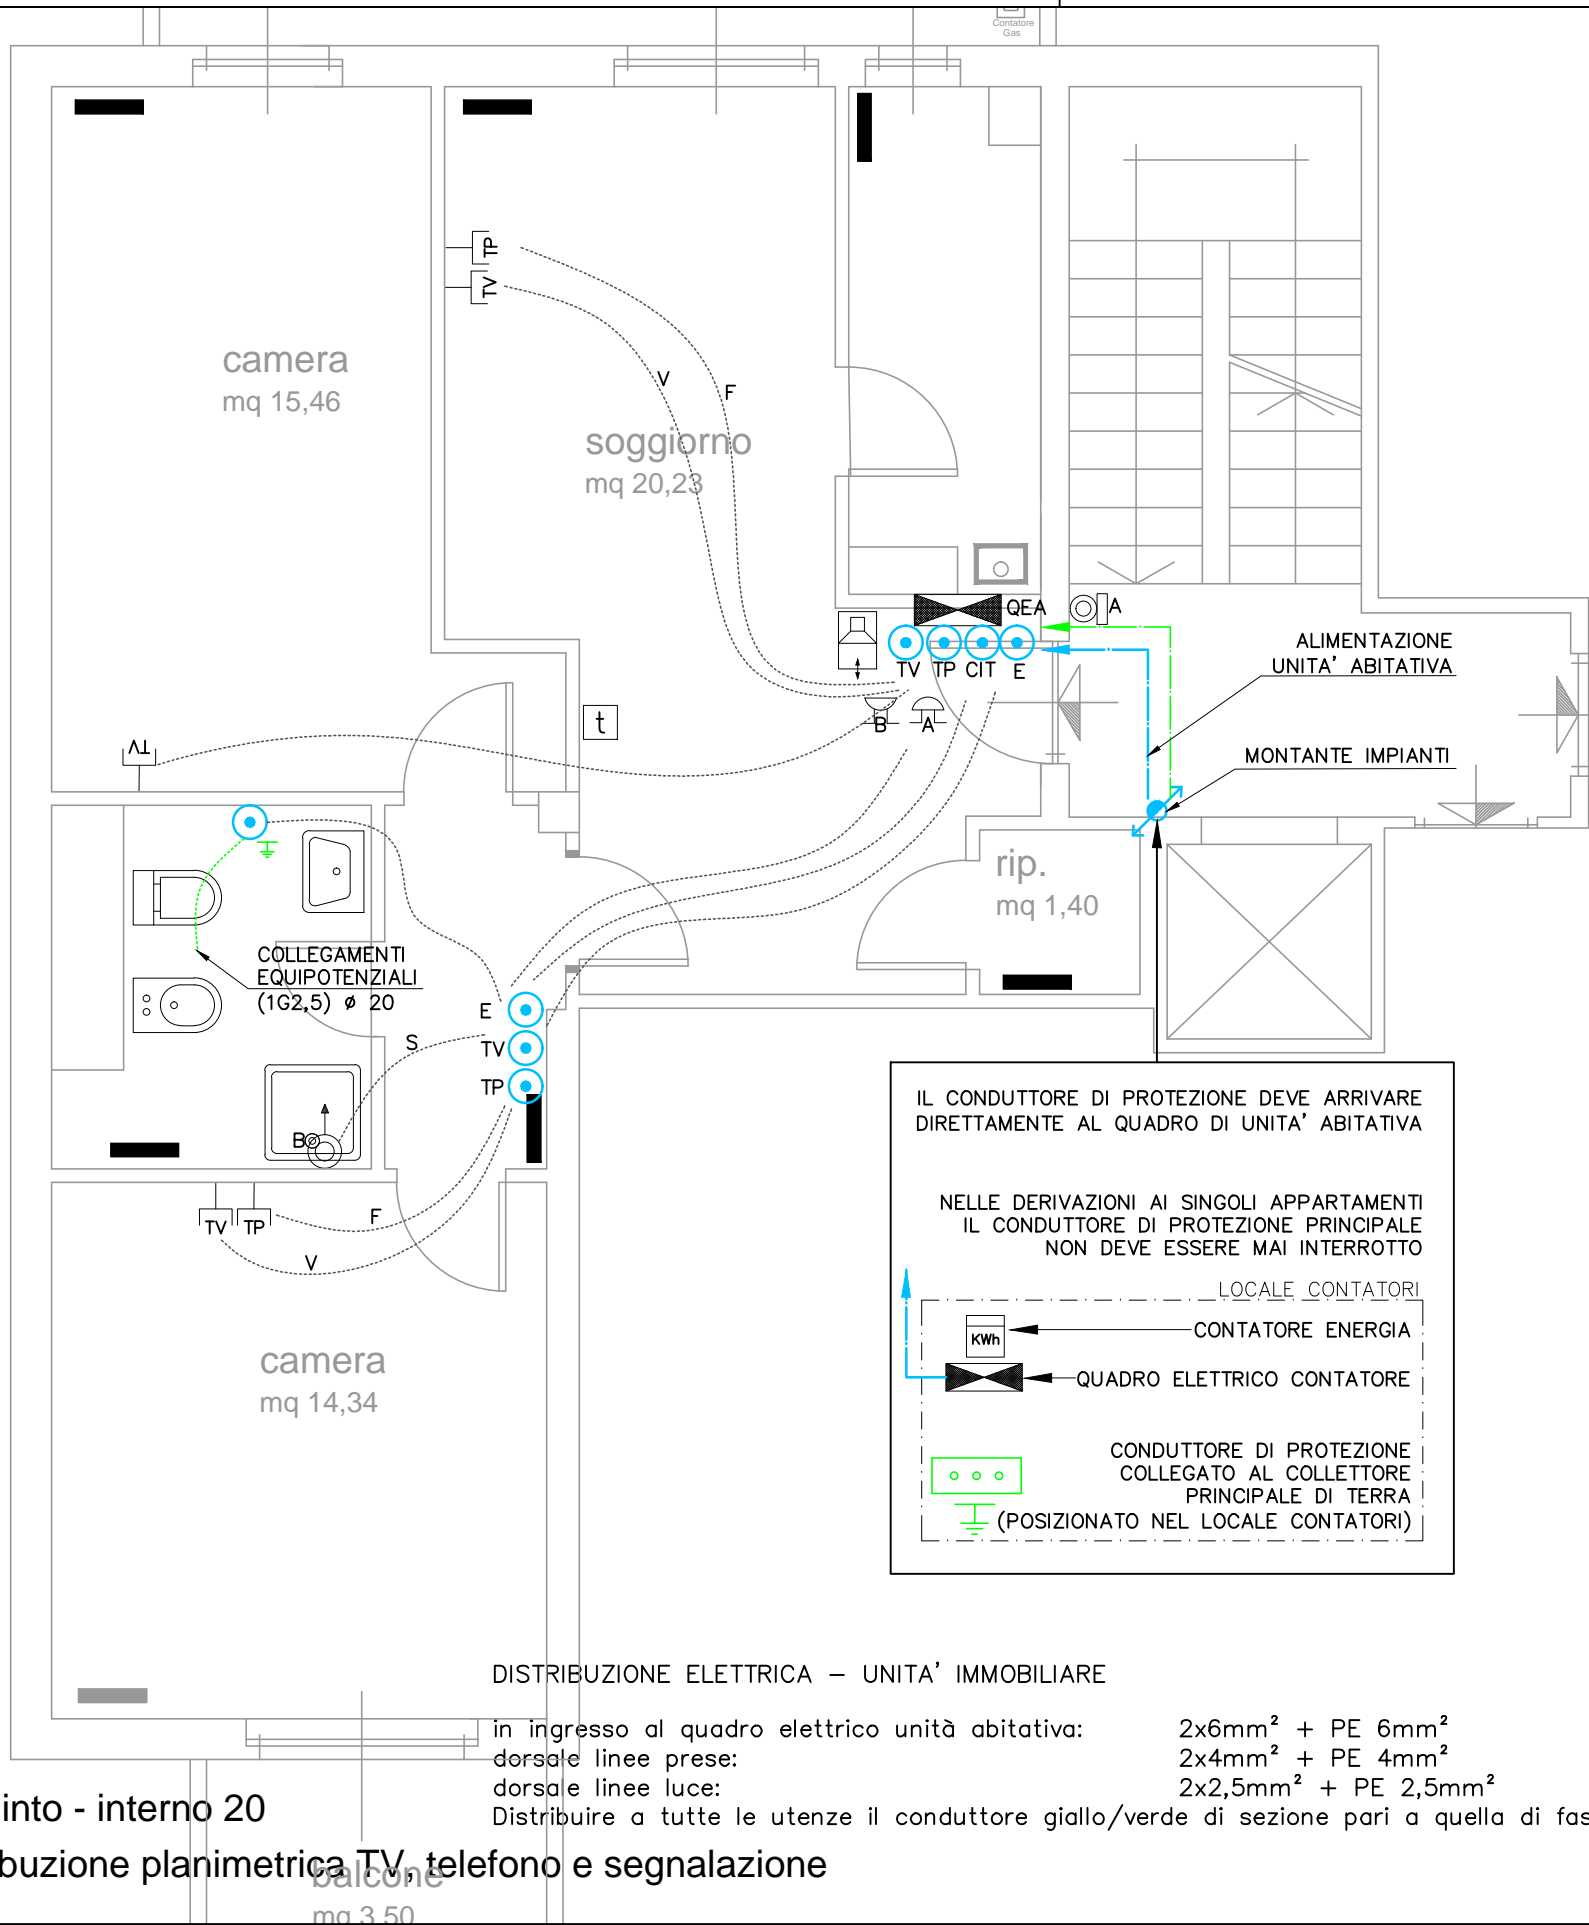 Contatore
Gas
TP
TV
camera
mq 15,46
V
F
soggiorno
mq 20,23
QEA
A
ALIMENTAZIONE
UNITA' ABITATIVA
TV
TP
CIT
E
B
A
t
TV
MONTANTE IMPIANTI
rip.
mq 1,40
COLLEGAMENTI
EQUIPOTENZIALI
(1G2,5) ø 20
E
S
TV
TP
B
TV
TP
F
V
IL CONDUTTORE DI PROTEZIONE DEVE ARRIVARE
DIRETTAMENTE AL QUADRO DI UNITA' ABITATIVA
NELLE DERIVAZIONI AI SINGOLI APPARTAMENTI
IL CONDUTTORE DI PROTEZIONE PRINCIPALE
NON DEVE ESSERE MAI INTERROTTO
LOCALE CONTATORI
KWh
CONTATORE ENERGIA
QUADRO ELETTRICO CONTATORE
CONDUTTORE DI PROTEZIONE
COLLEGATO AL COLLETTORE
PRINCIPALE DI TERRA
(POSIZIONATO NEL LOCALE CONTATORI)
camera
mq 14,34
DISTRIBUZIONE ELETTRICA – UNITA' IMMOBILIARE
in ingresso al quadro elettrico unità abitativa: 2x6mm² + PE 6mm²
dorsale linee prese: 2x4mm² + PE 4mm²
dorsale linee luce: 2x2,5mm² + PE 2,5mm²
Distribuire a tutte le utenze il conduttore giallo/verde di sezione pari a quella di fas
into - interno 20
buzione planimetrica TV, telefono e segnalazione
balcone
mq 3,50